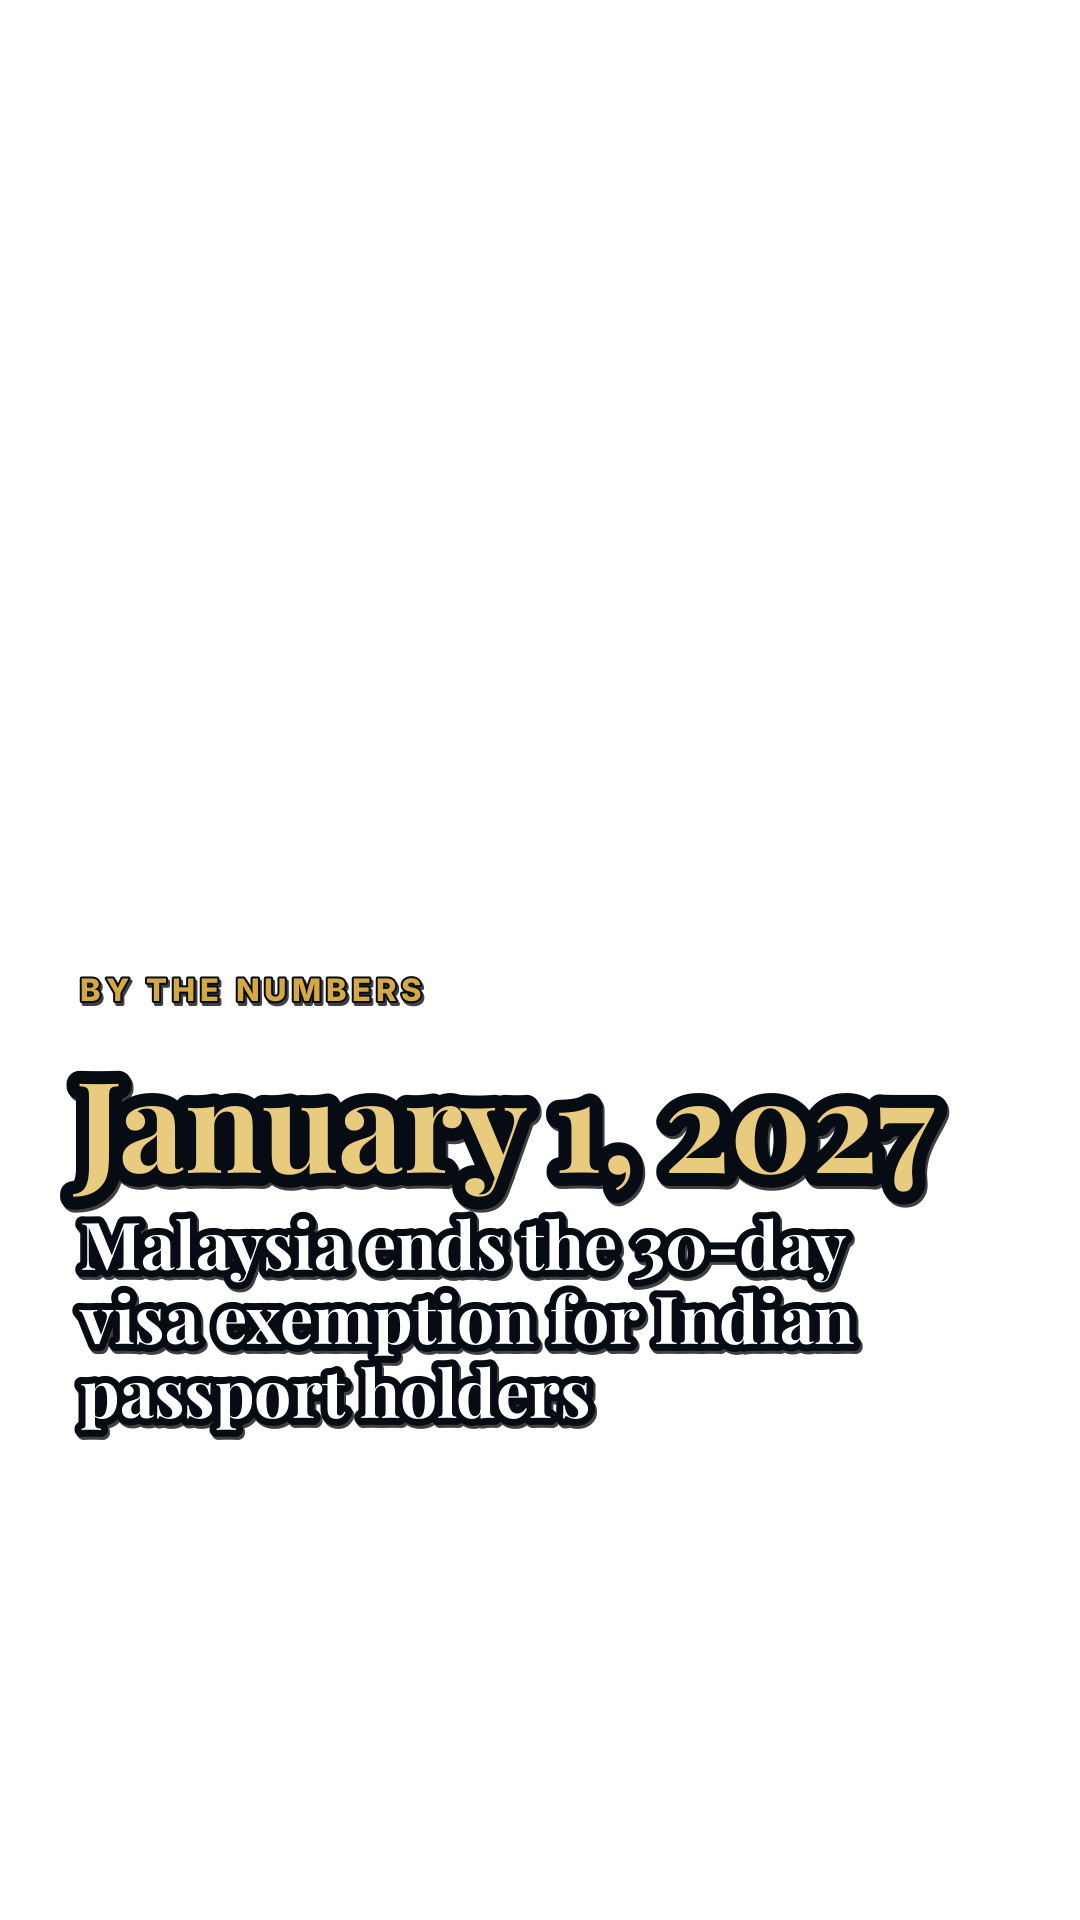 BY THE NUMBERS
January 1, 2027
Malaysia ends the 30-day
visa exemption for Indian
passport holders